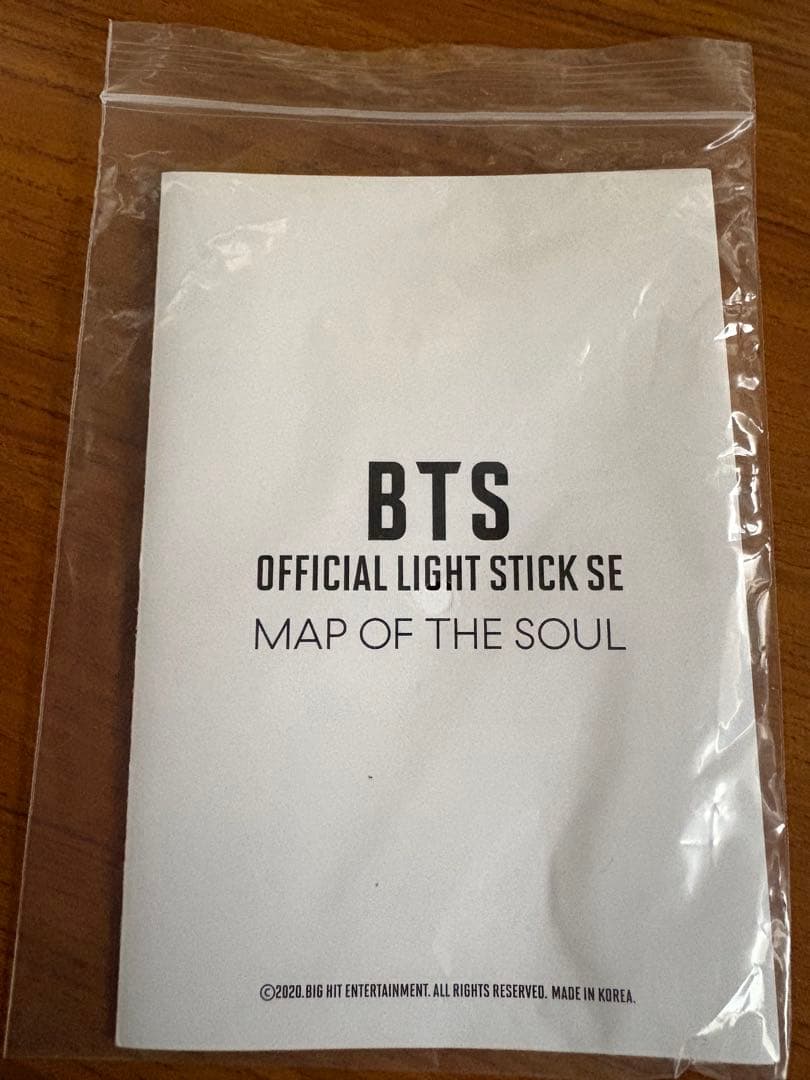 BTS
OFFICIAL LIGHT STICK SE
MAP OF THE SOUL
©2020.BIG HIT ENTERTAINMENT. ALL RIGHTS RESERVED. MADE IN KOREA.